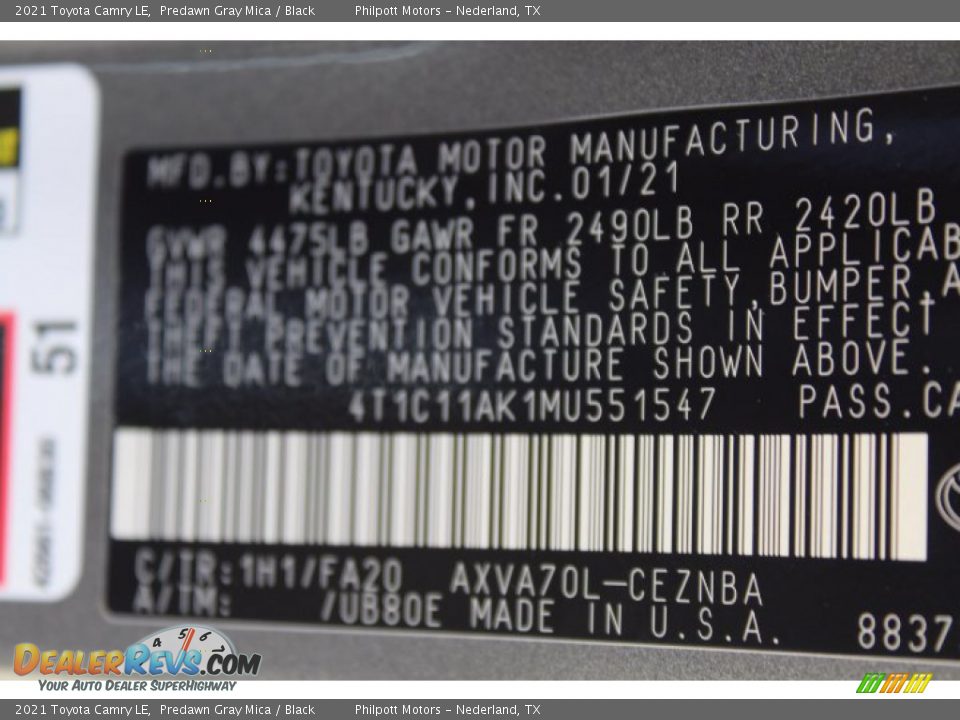 2021 Toyota Camry LE, Predawn Gray Mica / Black Philpott Motors - Nederland, TX
MFD.BY:TOYOTA MOTOR MANUFACTURING,
KENTUCKY,INC.01/21
GVWR 4475LB GAWR FR 2490LB RR 2420LB
THIS VEHICLE CONFORMS TO ALL APPLICAB
FEDERAL MOTOR VEHICLE SAFETY,BUMPER,A
THEFT PREVENTION STANDARDS IN EFFECT
THE DATE OF MANUFACTURE SHOWN ABOVE.
4T1C11AK1MU551547 PASS.CA
C/TR:1H1/FA20 AXVA70L-CEZNBA
A/TM: /UB80E MADE IN U.S.A.
8837
51
4 5 6
DEALERREVS.COM
YOUR AUTO DEALER SUPERHIGHWAY
2021 Toyota Camry LE, Predawn Gray Mica / Black Philpott Motors - Nederland, TX